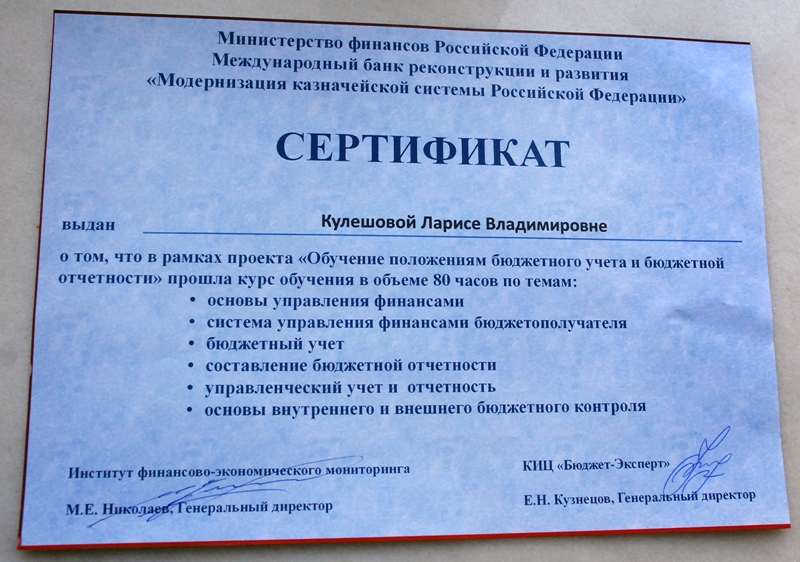 Министерство финансов Российской Федерации
Международный банк реконструкции и развития
«Модернизация казначейской системы Российской Федерации»
СЕРТИФИКАТ
выдан Кулешовой Ларисе Владимировне
о том, что в рамках проекта «Обучение положениям бюджетного учета и бюджетной
отчетности» прошла курс обучения в объеме 80 часов по темам:
• основы управления финансами
• система управления финансами бюджетополучателя
• бюджетный учет
• составление бюджетной отчетности
• управленческий учет и отчетность
• основы внутреннего и внешнего бюджетного контроля
Институт финансово-экономического мониторинга
М.Е. Николаев, Генеральный директор
КИЦ «Бюджет-Эксперт»
Е.Н. Кузнецов, Генеральный директор